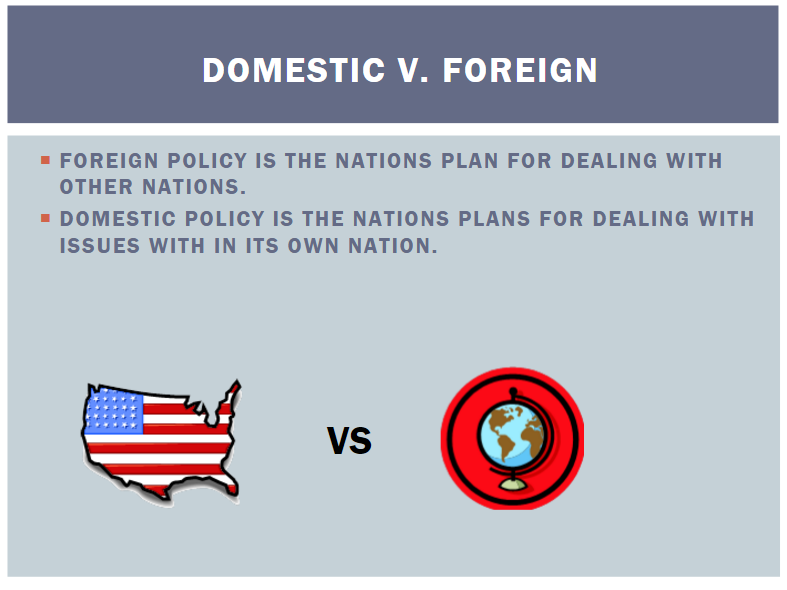 DOMESTIC V. FOREIGN
FOREIGN POLICY IS THE NATIONS PLAN FOR DEALING WITH
OTHER NATIONS.
DOMESTIC POLICY IS THE NATIONS PLANS FOR DEALING WITH
ISSUES WITH IN ITS OWN NATION.
VS